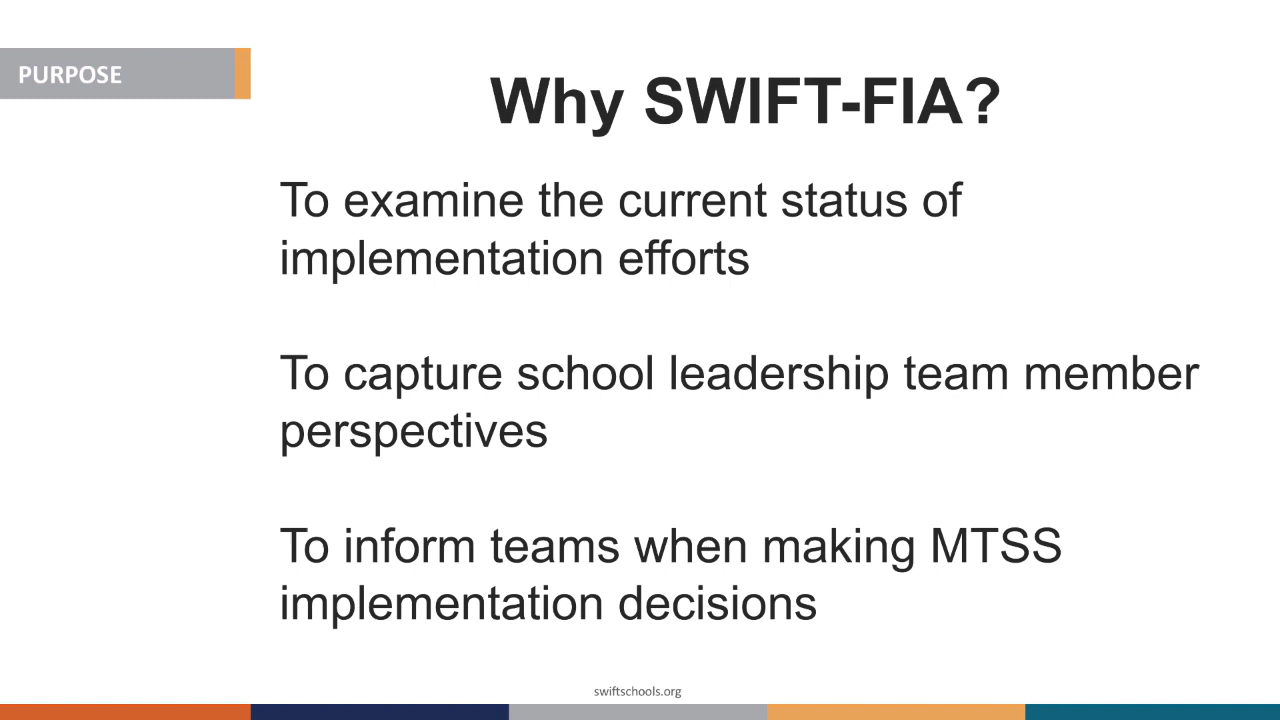 PURPOSE
Why SWIFT-FIA?
To examine the current status of
implementation efforts
To capture school leadership team member
perspectives
To inform teams when making MTSS
implementation decisions
swiftschools.org